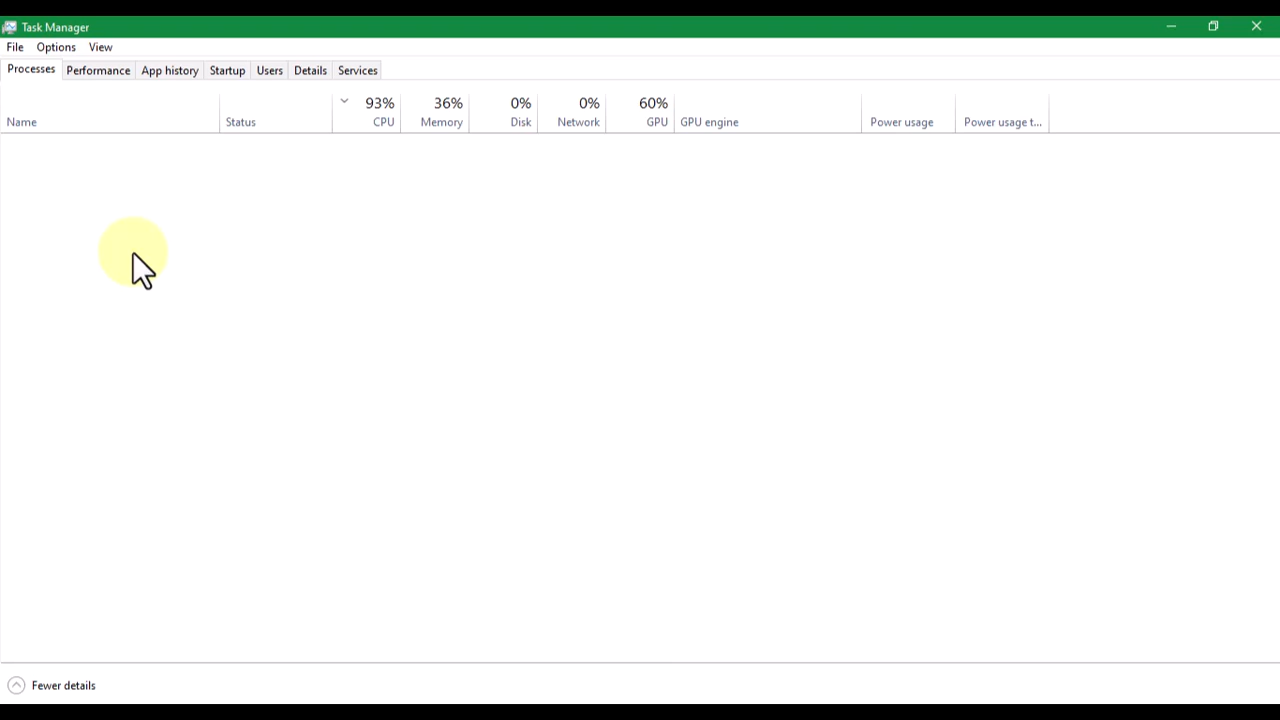 Task Manager
File Options View
Processes Performance App history Startup Users Details Services
93% 36% 0% 0% 60%
Name Status CPU Memory Disk Network GPU GPU engine Power usage Power usage t...
Fewer details